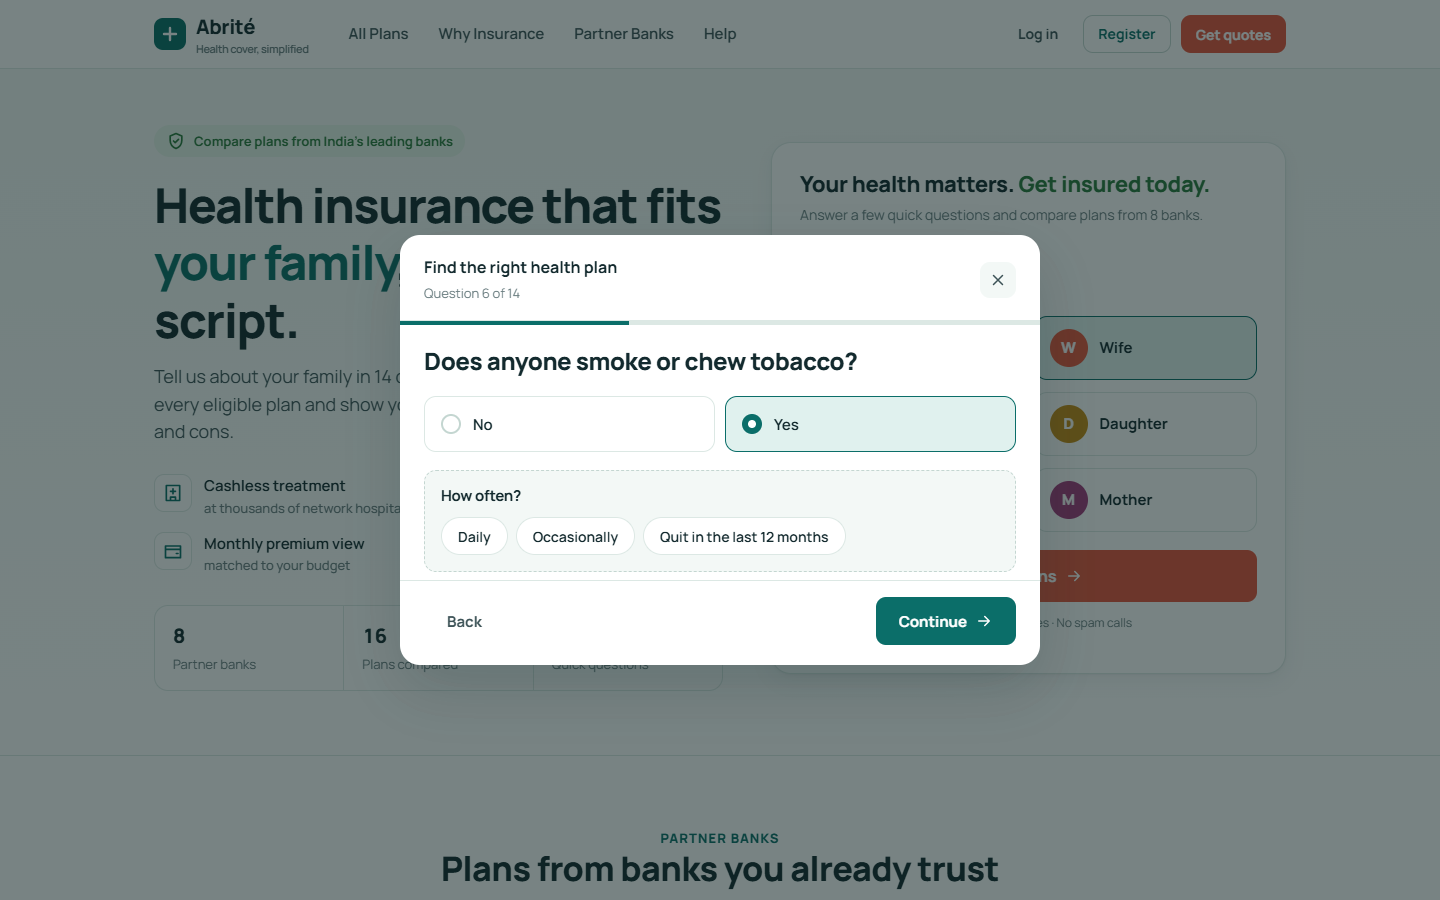 Abrité
Health cover, simplified
All Plans
Why Insurance
Partner Banks
Help
Log in
Register
Get quotes
Compare plans from India's leading banks
Health insurance that fits
your family,
script.
Tell us about your family in 14
every eligible plan and show
and cons.
Cashless treatment
at thousands of network
Monthly premium view
matched to your budget
8
Partner banks
16
Plans compared
Quick questions
Your health matters. Get insured today.
Answer a few quick questions and compare plans from 8 banks.
W
Wife
D
Daughter
M
Mother
→
· No spam calls
Find the right health plan
Question 6 of 14
Does anyone smoke or chew tobacco?
No
Yes
How often?
Daily
Occasionally
Quit in the last 12 months
Back
Continue →
PARTNER BANKS
Plans from banks you already trust